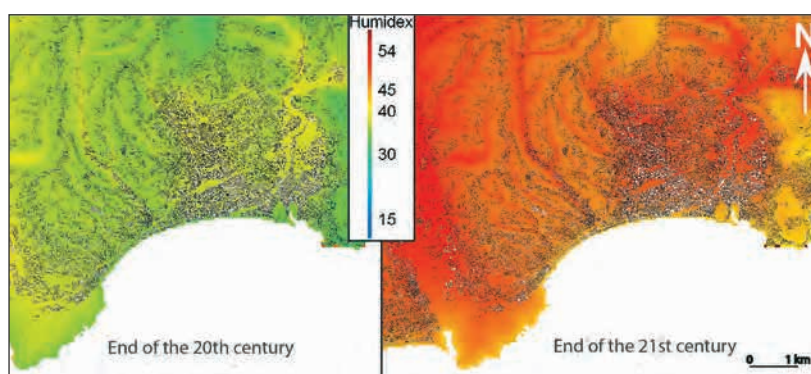 Humidex
54
45
40
30
15
N
End of the 20th century
End of the 21st century
0 1 km